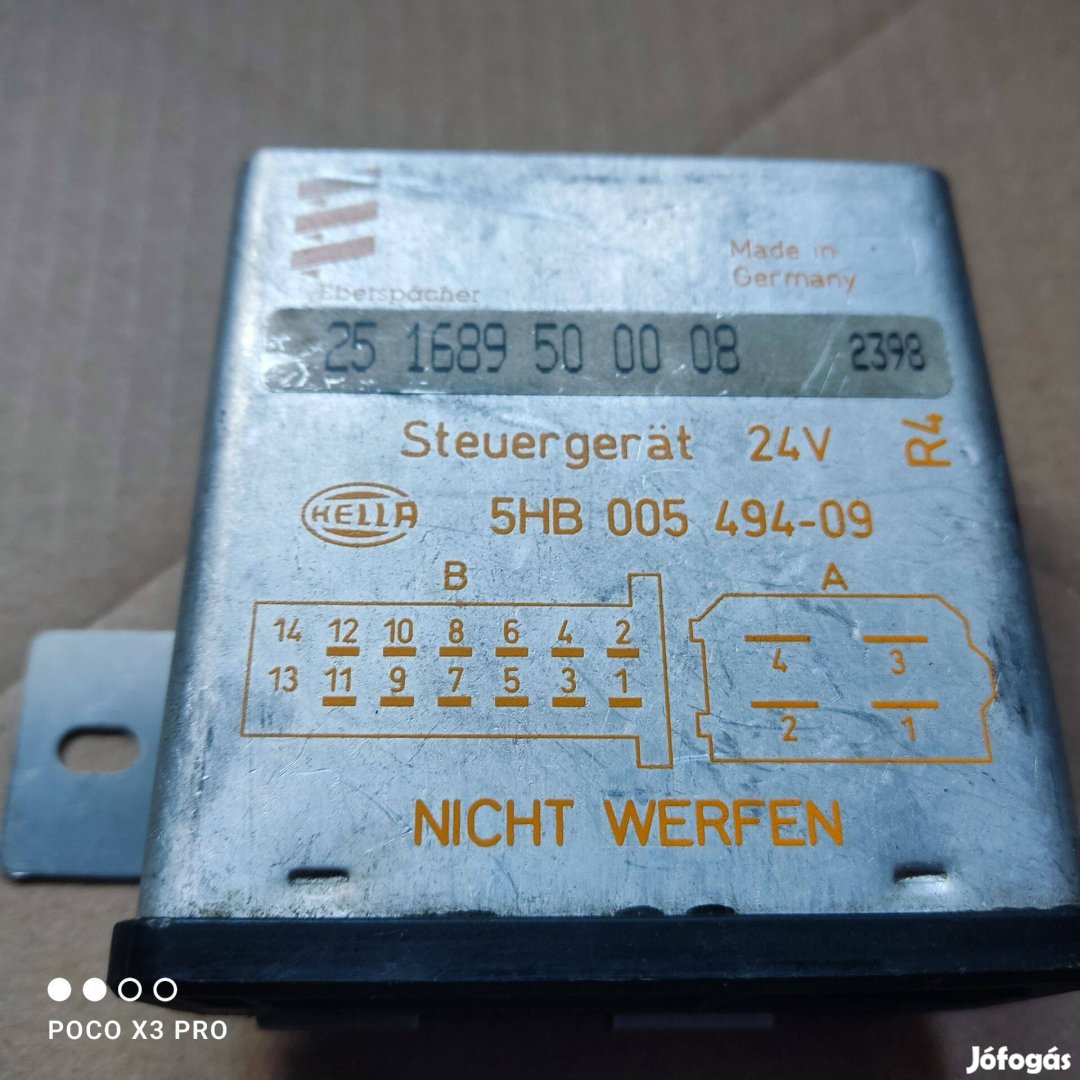 Made in
Germany
Eberspächer
25 1689 50 00 08 2398
Steuergerät 24V R4
HELLA 5HB 005 494-09
B A
14 12 10 8 6 4 2
13 11 9 7 5 3 1
4 3
2 1
NICHT WERFEN
POCO X3 PRO
Jófogás